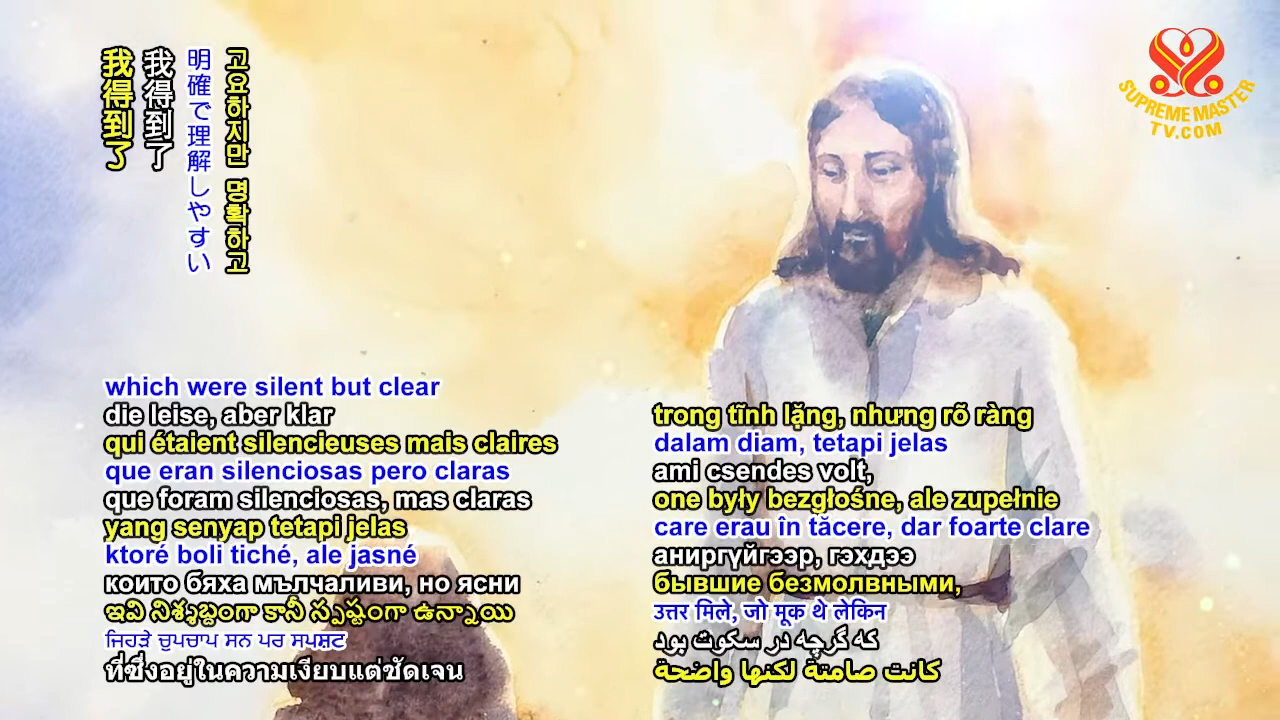 我得到了
我得到了
明確で理解しやすい
고요하지만 명확하고
SUPREME MASTER
TV.COM
which were silent but clear
die leise, aber klar
qui étaient silencieuses mais claires
que eran silenciosas pero claras
que foram silenciosas, mas claras
yang senyap tetapi jelas
ktoré boli tiché, ale jasné
които бяха мълчаливи, но ясни
ఇవి నిశ్శబ్దంగా కానీ స్పష్టంగా ఉన్నాయి
ਜਿਹੜੇ ਚੁਪਚਾਪ ਸਨ ਪਰ ਸਪਸ਼ਟ
ที่ซึ่งอยู่ในความเงียบแต่ชัดเจน
trong tĩnh lặng, nhưng rõ ràng
dalam diam, tetapi jelas
ami csendes volt,
one były bezgłośne, ale zupełnie
care erau în tăcere, dar foarte clare
аниргүйгээр, гэхдээ
бывшие безмолвными,
उत्तर मिले, जो मूक थे लेकिन
که گرچه در سکوت بود
كانت صامتة لكنها واضحة